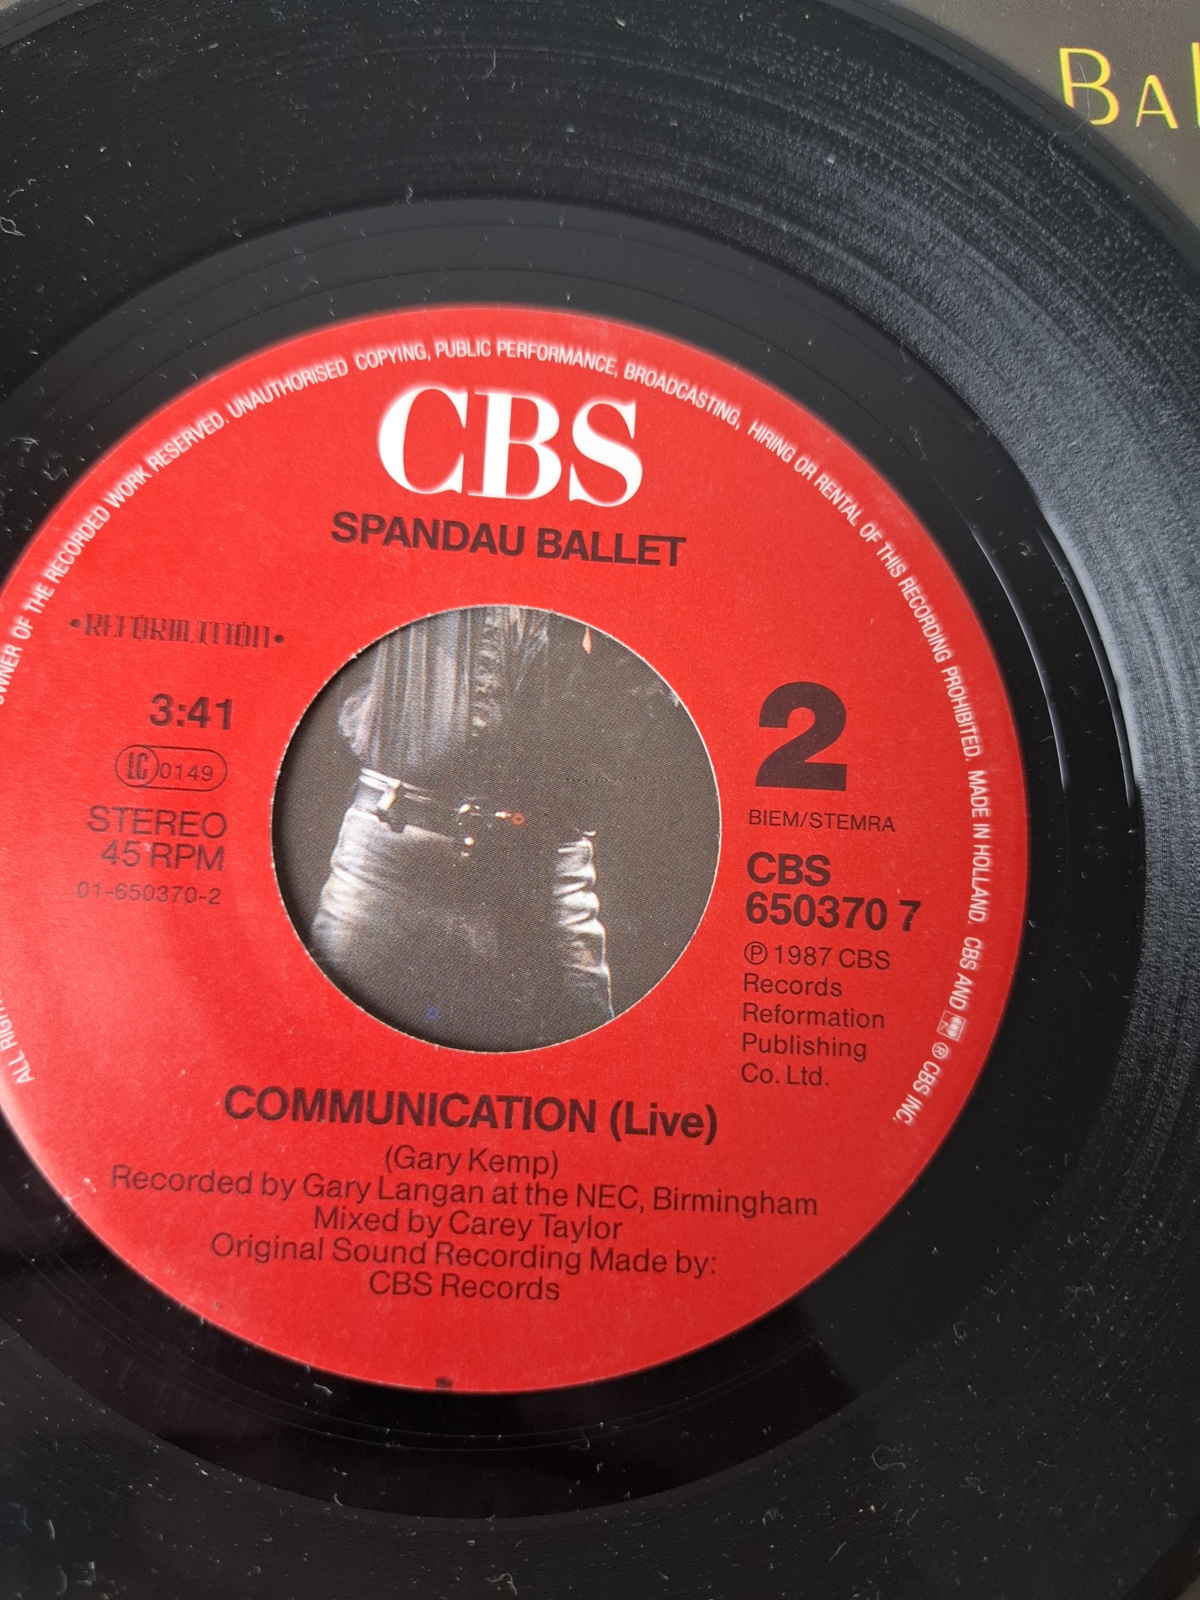 BAL
ALL RIGHTS OWNER OF THE RECORDED WORK RESERVED. UNAUTHORISED COPYING, PUBLIC PERFORMANCE, BROADCASTING, HIRING OR RENTAL OF THIS RECORDING PROHIBITED. MADE IN HOLLAND. CBS AND ® CBS INC.
CBS
SPANDAU BALLET
•REFORMATION•
3:41
LC 0149
STEREO
45 RPM
01-650370-2
2
BIEM/STEMRA
CBS
650370 7
℗ 1987 CBS
Records
Reformation
Publishing
Co. Ltd.
COMMUNICATION (Live)
(Gary Kemp)
Recorded by Gary Langan at the NEC, Birmingham
Mixed by Carey Taylor
Original Sound Recording Made by:
CBS Records